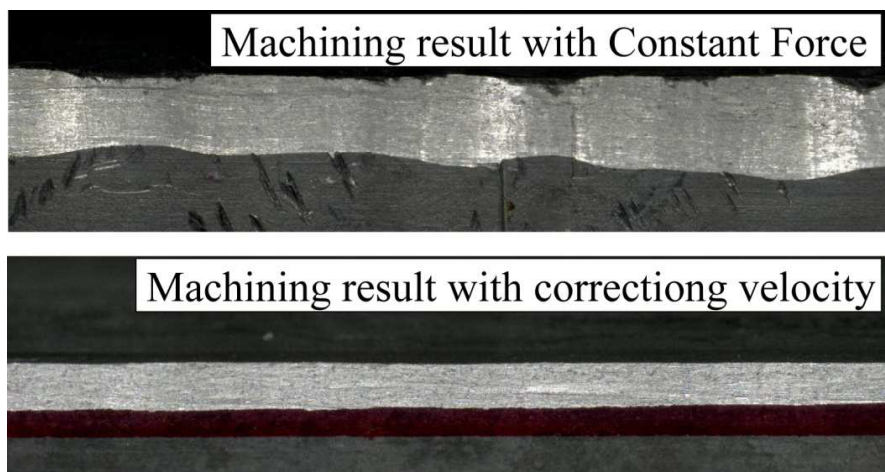 Machining result with Constant Force
Machining result with correctiong velocity